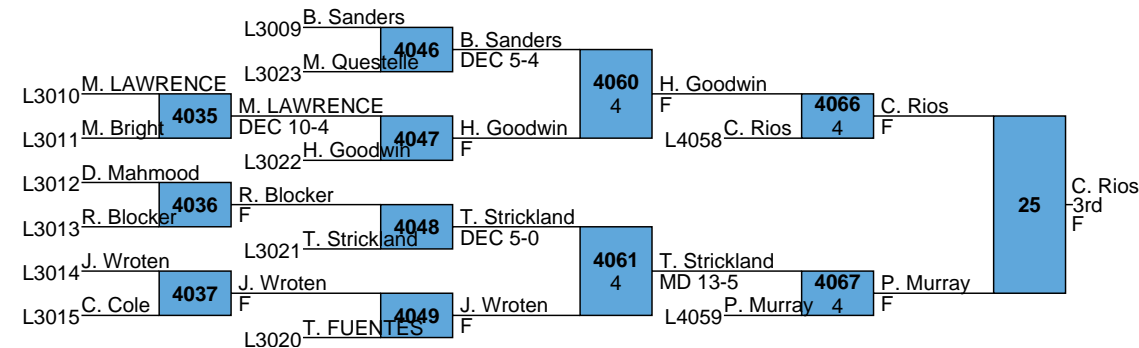 L3009 B. Sanders
4046
L3023 M. Questelle
B. Sanders
DEC 5-4
L3010 M. LAWRENCE
4035
L3011 M. Bright
M. LAWRENCE
DEC 10-4
4047
L3022 H. Goodwin
H. Goodwin
F
4060
4
H. Goodwin
F
4066
4
L4058 C. Rios
C. Rios
F
L3012 D. Mahmood
4036
L3013 R. Blocker
R. Blocker
F
4048
L3021 T. Strickland
T. Strickland
DEC 5-0
L3014 J. Wroten
4037
L3015 C. Cole
J. Wroten
F
4049
L3020 T. FUENTES
J. Wroten
F
4061
4
T. Strickland
MD 13-5
4067
4
L4059 P. Murray
P. Murray
F
25
C. Rios
3rd
F